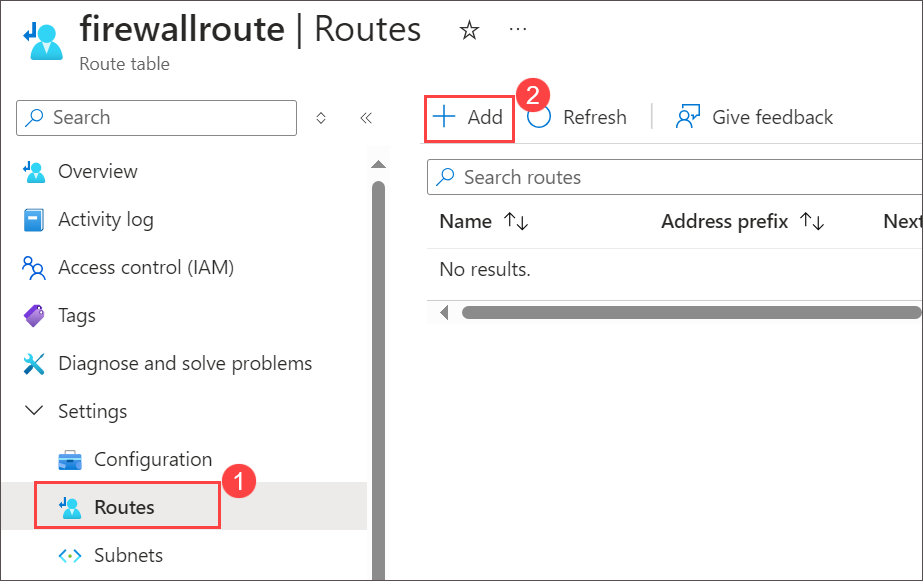 firewallroute | Routes
Route table
Search
Add
2
Refresh
Give feedback
Overview
Activity log
Access control (IAM)
Tags
Diagnose and solve problems
Settings
Configuration
Routes
1
Subnets
Search routes
Name
Address prefix
Next
No results.